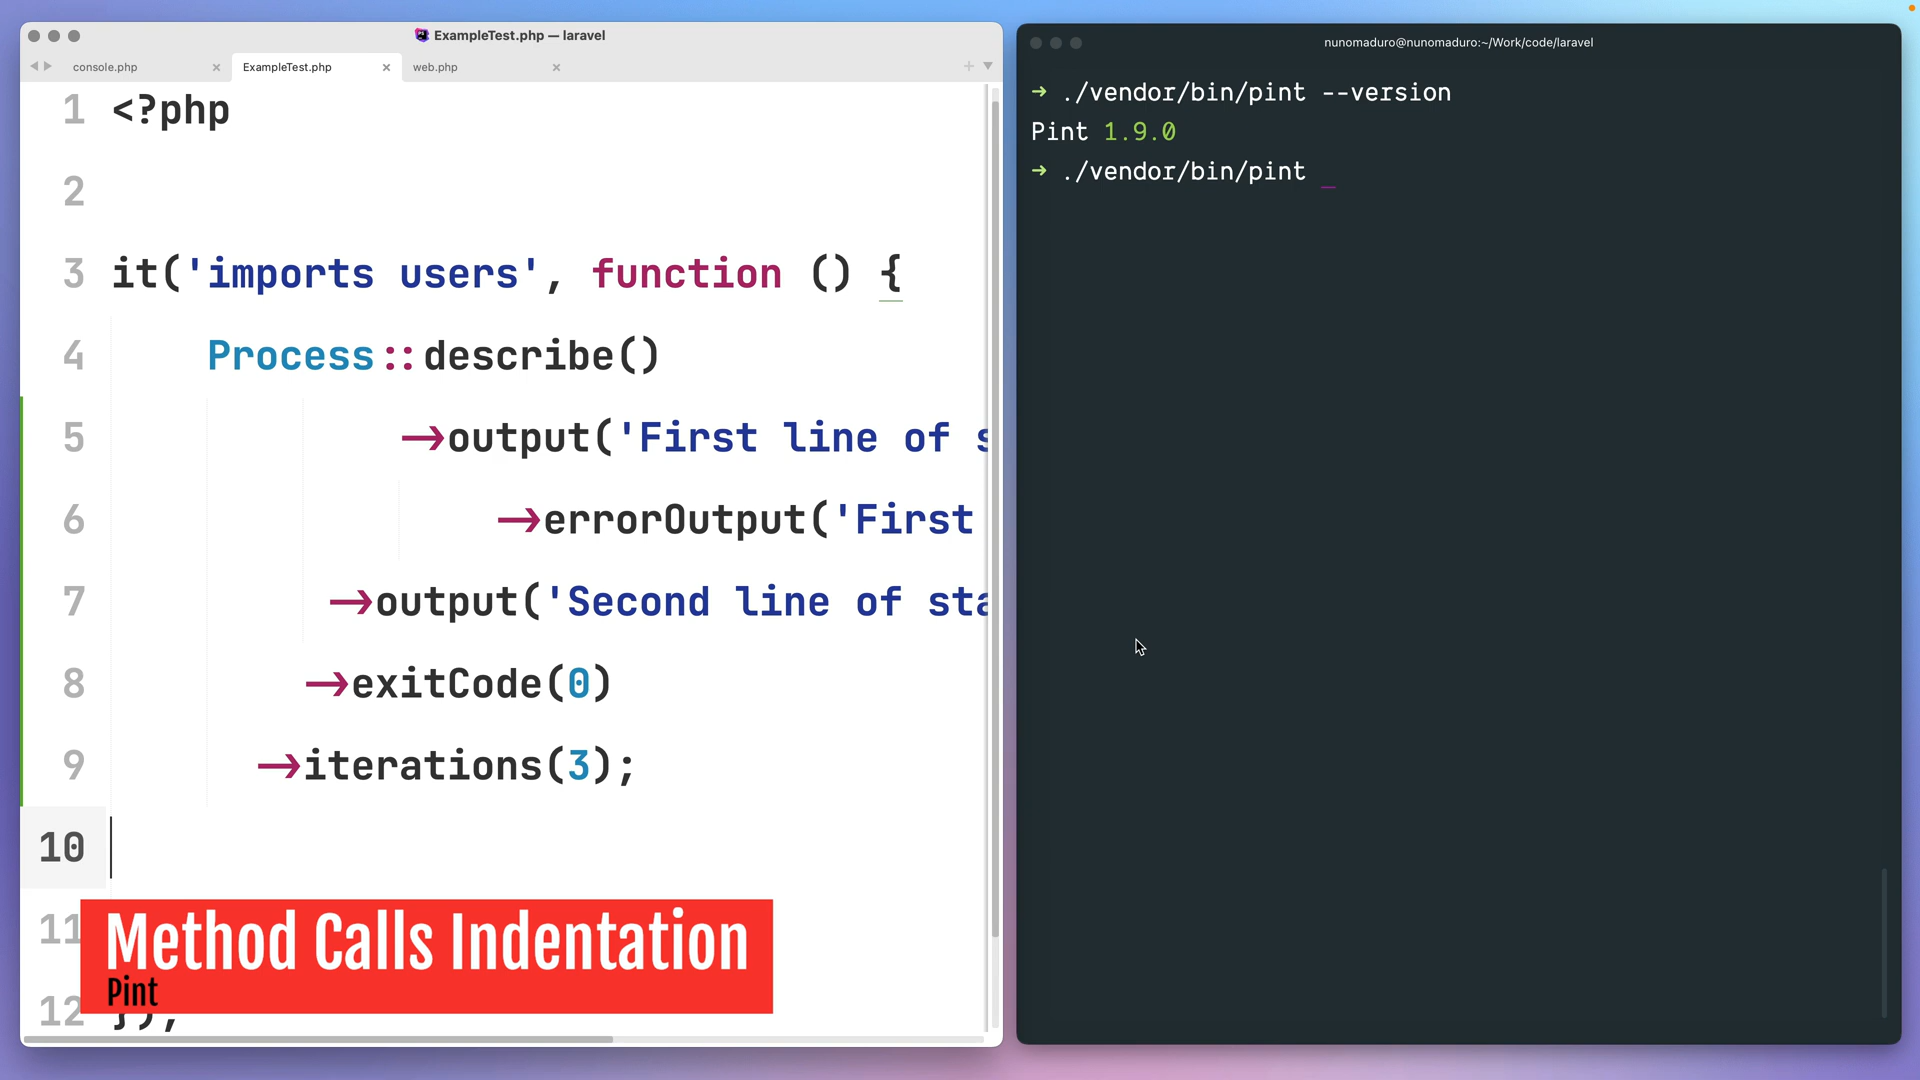 ExampleTest.php — laravel
console.php
ExampleTest.php
web.php
1 <?php
2
3 it('imports users', function () {
4 Process::describe()
5 ->output('First line of s
6 ->errorOutput('First
7 ->output('Second line of sta
8 ->exitCode(0)
9 ->iterations(3);
10
11
12 });
Method Calls Indentation
Pint
nunomaduro@nunomaduro:~/Work/code/laravel
➜ ./vendor/bin/pint --version
Pint 1.9.0
➜ ./vendor/bin/pint _